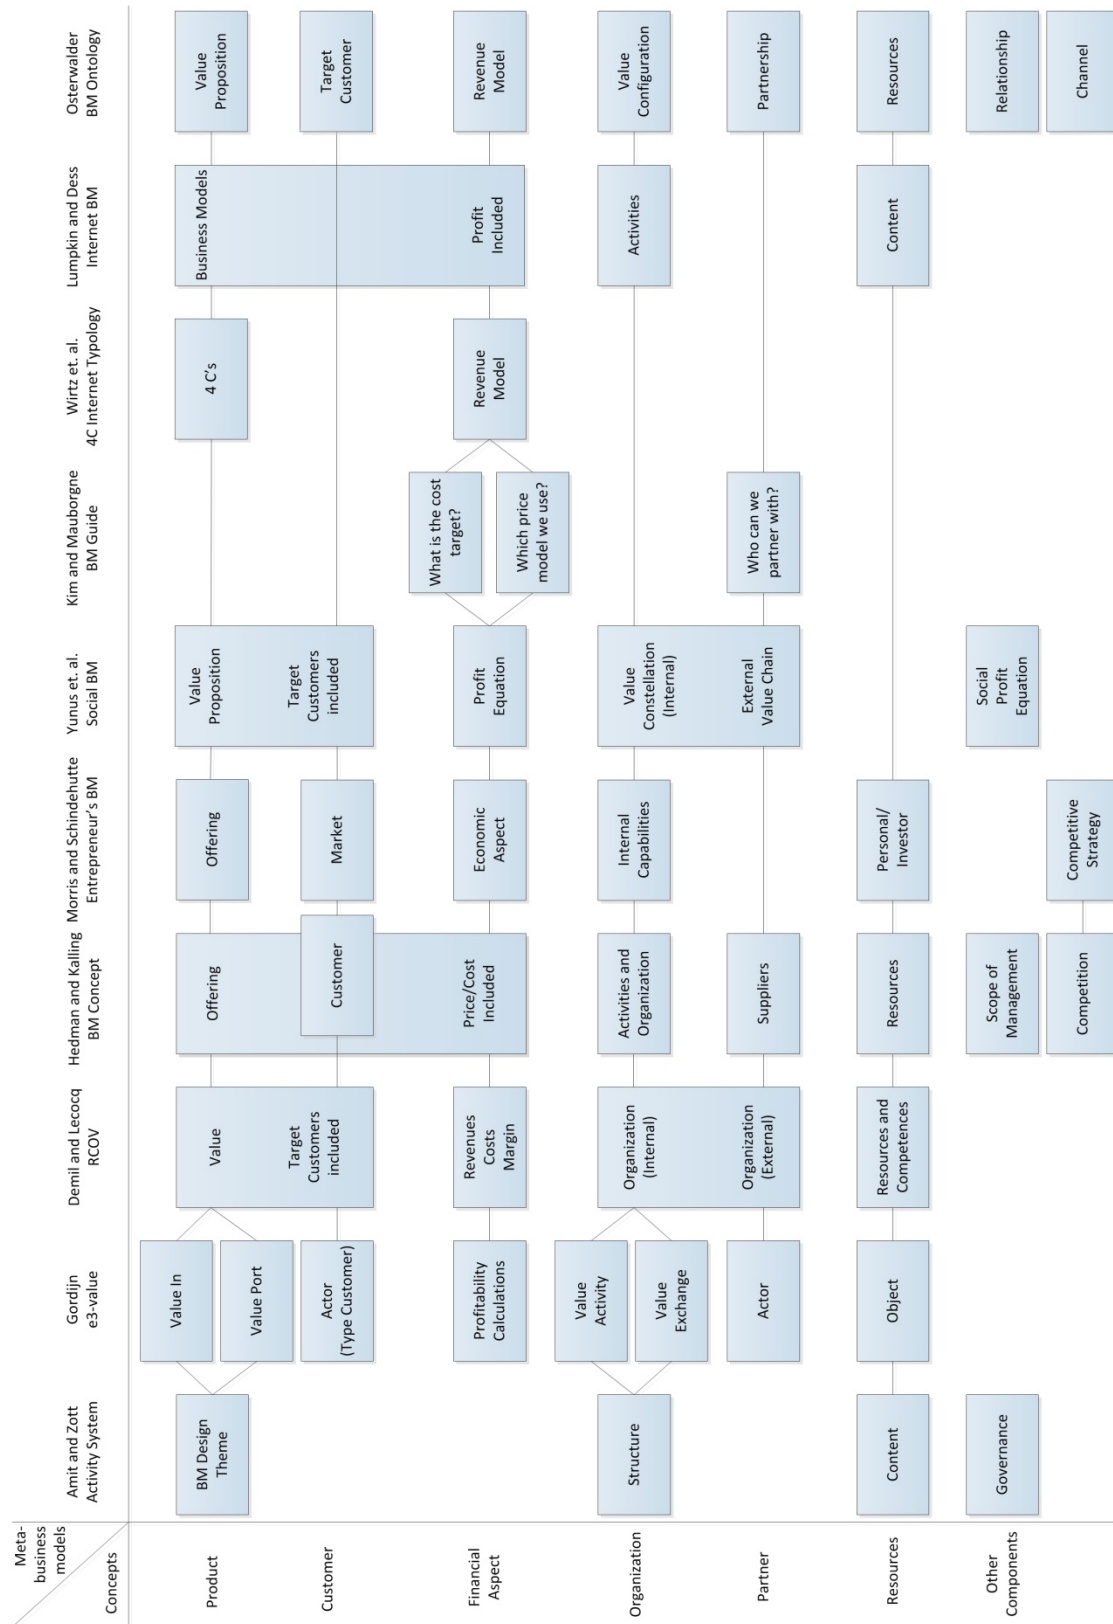 Meta-
business
models
Concepts
Amit and Zott
Activity System
Gordijn
e3-value
Demil and Lecocq
RCOV
Hedman and Kalling
BM Concept
Morris and Schindehutte
Entrepreneur's BM
Yunus et. al.
Social BM
Kim and Mauborgne
BM Guide
Wirtz et. al.
4C Internet Typology
Lumpkin and Dess
Internet BM
Osterwalder
BM Ontology
Product
BM Design
Theme
Value In
Value Port
Value
Offering
Offering
Value
Proposition
4 C's
Business Models
Value
Proposition
Customer
Actor
(Type Customer)
Target
Customers
included
Customer
Market
Target
Customers
included
Target
Customer
Financial
Aspect
Profitability
Calculations
Revenues
Costs
Margin
Price/Cost
Included
Economic
Aspect
Profit
Equation
What is the cost
target?
Which price
model we use?
Revenue
Model
Profit
Included
Revenue
Model
Organization
Structure
Value
Activity
Value
Exchange
Organization
(Internal)
Activities and
Organization
Internal
Capabilities
Value
Constellation
(Internal)
Activities
Value
Configuration
Partner
Actor
Organization
(External)
Suppliers
External
Value Chain
Who can we
partner with?
Partnership
Resources
Content
Object
Resources and
Competences
Resources
Personal/
Investor
Content
Resources
Other
Components
Governance
Scope of
Management
Social
Profit
Equation
Relationship
Competition
Competitive
Strategy
Channel